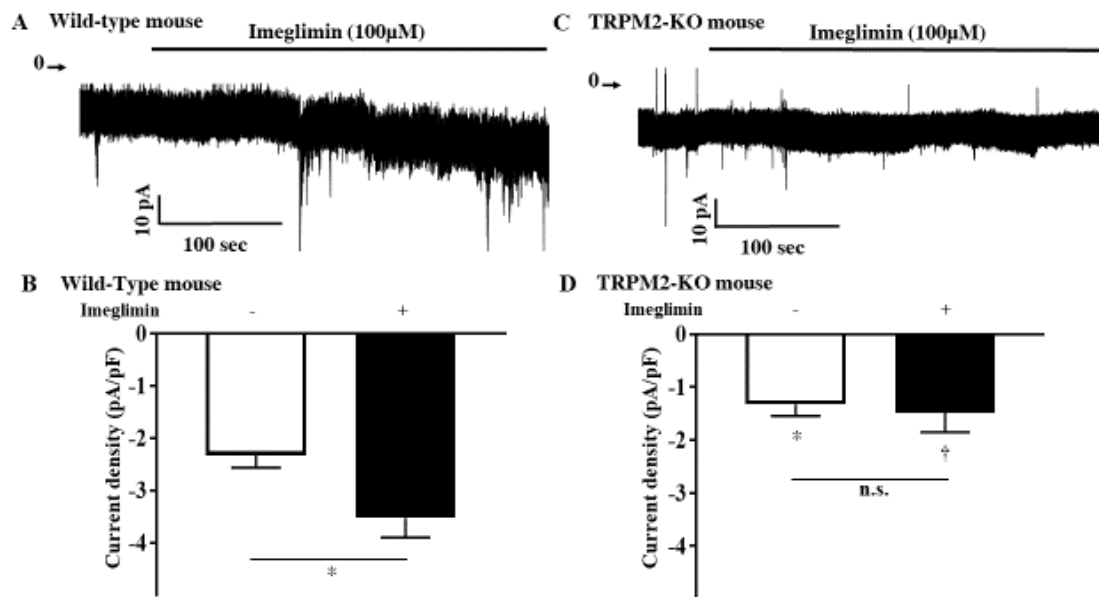 A Wild-type mouse
Imeglimin (100μM)
0→
10 pA
100 sec
C TRPM2-KO mouse
Imeglimin (100μM)
0→
10 pA
100 sec
B Wild-Type mouse
Imeglimin - +
Current density (pA/pF)
0
-1
-2
-3
-4
*
D TRPM2-KO mouse
Imeglimin - +
Current density (pA/pF)
0
-1
-2
-3
-4
* †
n.s.